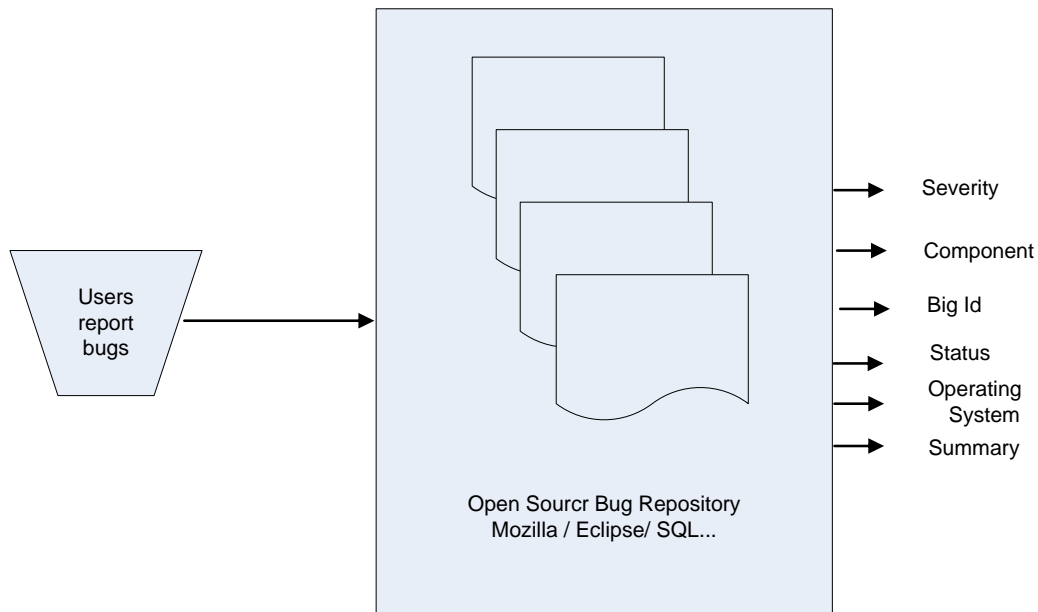 Users
report
bugs
Open Sourcr Bug Repository
Mozilla / Eclipse/ SQL...
Severity
Component
Big Id
Status
Operating
System
Summary